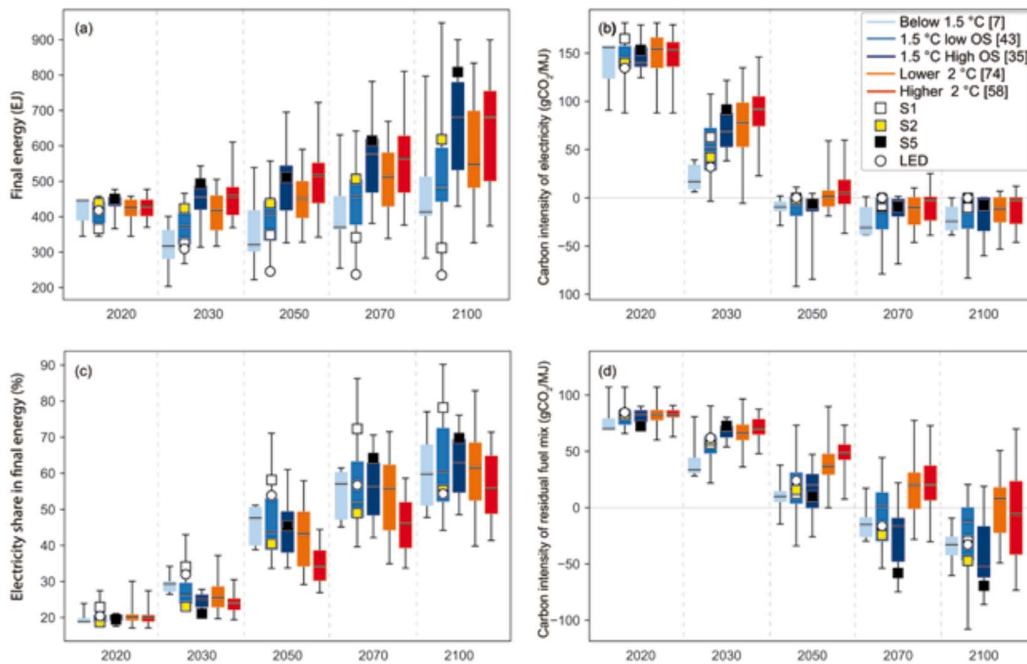 (a)
Final energy (EJ)
900
800
700
600
500
400
300
200
2020 2030 2050 2070 2100
(b)
Carbon intensity of electricity (gCO2/MJ)
150
100
50
0
−50
100
2020 2030 2050 2070 2100
Below 1.5 °C [7]
1.5 °C low OS [43]
1.5 °C High OS [35]
Lower 2 °C [74]
Higher 2 °C [58]
S1
S2
S5
LED
(c)
Electricity share in final energy (%)
90
80
70
60
50
40
30
20
2020 2030 2050 2070 2100
(d)
Carbon intensity of residual fuel mix (gCO2/MJ)
100
50
0
−50
−100
2020 2030 2050 2070 2100